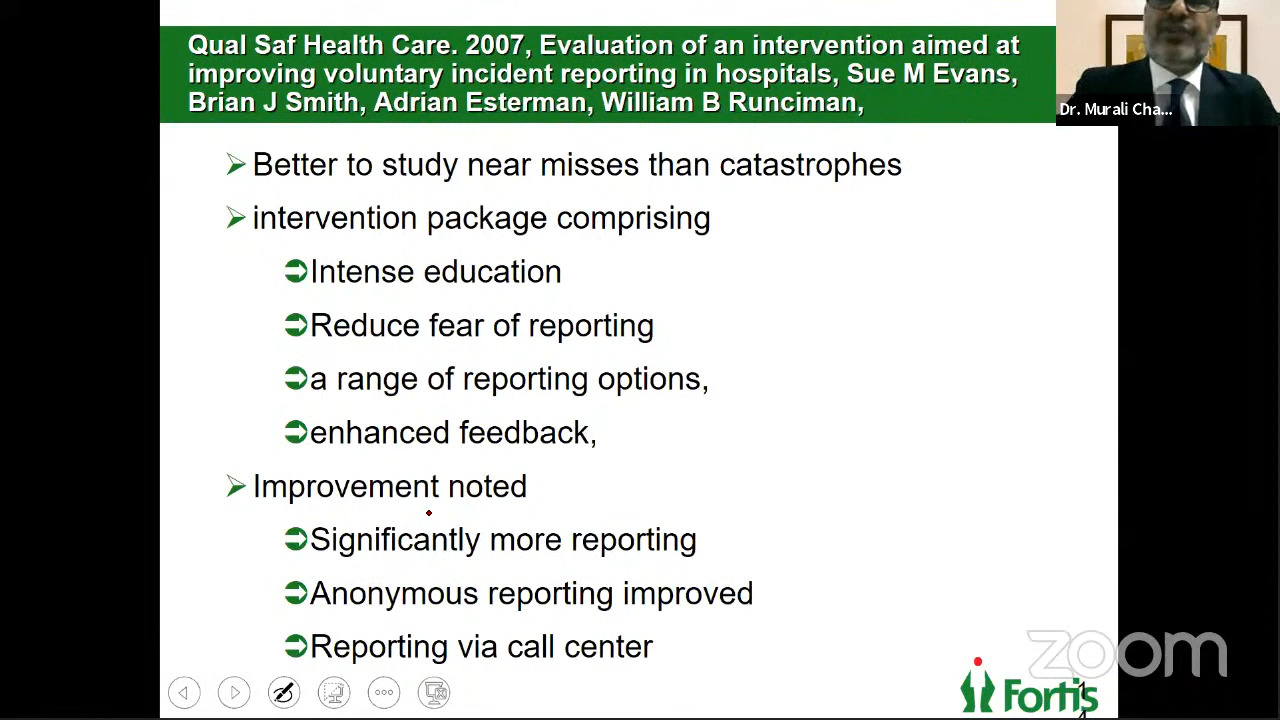 Qual Saf Health Care. 2007, Evaluation of an intervention aimed at
improving voluntary incident reporting in hospitals, Sue M Evans,
Brian J Smith, Adrian Esterman, William B Runciman,
Dr. Murali Cha...
Better to study near misses than catastrophes
intervention package comprising
Intense education
Reduce fear of reporting
a range of reporting options,
enhanced feedback,
Improvement noted
Significantly more reporting
Anonymous reporting improved
Reporting via call center
zoom
Fortis
14